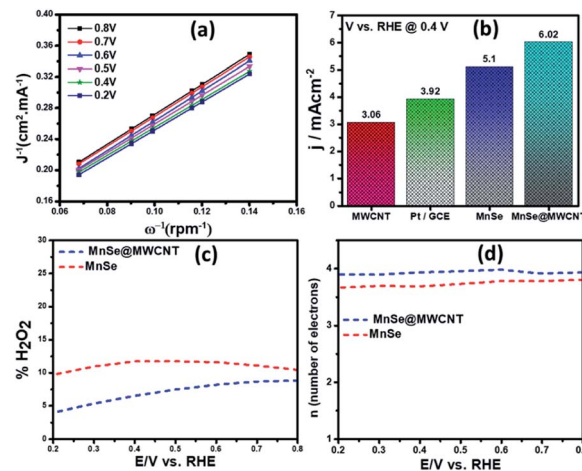 (a)
0.8V
0.7V
0.6V
0.5V
0.4V
0.2V
J⁻¹(cm².mA⁻¹)
0.40
0.36
0.32
0.28
0.24
0.20
0.16
0.06 0.08 0.10 0.12 0.14 0.16
ω⁻¹(rpm⁻¹)
(b)
V vs. RHE @ 0.4 V
j / mAcm⁻²
7
6
5
4
3
2
1
0
3.06
3.92
5.1
6.02
MWCNT Pt / GCE MnSe MnSe@MWCNT
(c)
MnSe@MWCNT
MnSe
% H₂O₂
30
25
20
15
10
5
0
0.2 0.3 0.4 0.5 0.6 0.7 0.8
E/V vs. RHE
(d)
MnSe@MWCNT
MnSe
n (number of electrons)
5
4
3
2
1
0.2 0.3 0.4 0.5 0.6 0.7
E/V vs. RHE